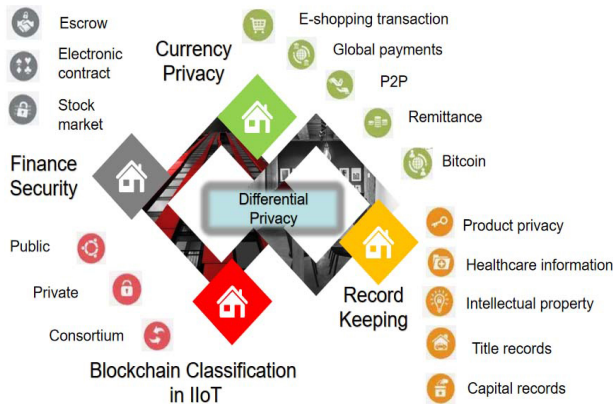 Escrow
Electronic
contract
Stock
market
Finance
Security
Currency
Privacy
E-shopping transaction
Global payments
P2P
Remittance
Bitcoin
Differential
Privacy
Public
Private
Consortium
Blockchain Classification
in IIoT
Record
Keeping
Product privacy
Healthcare information
Intellectual property
Title records
Capital records